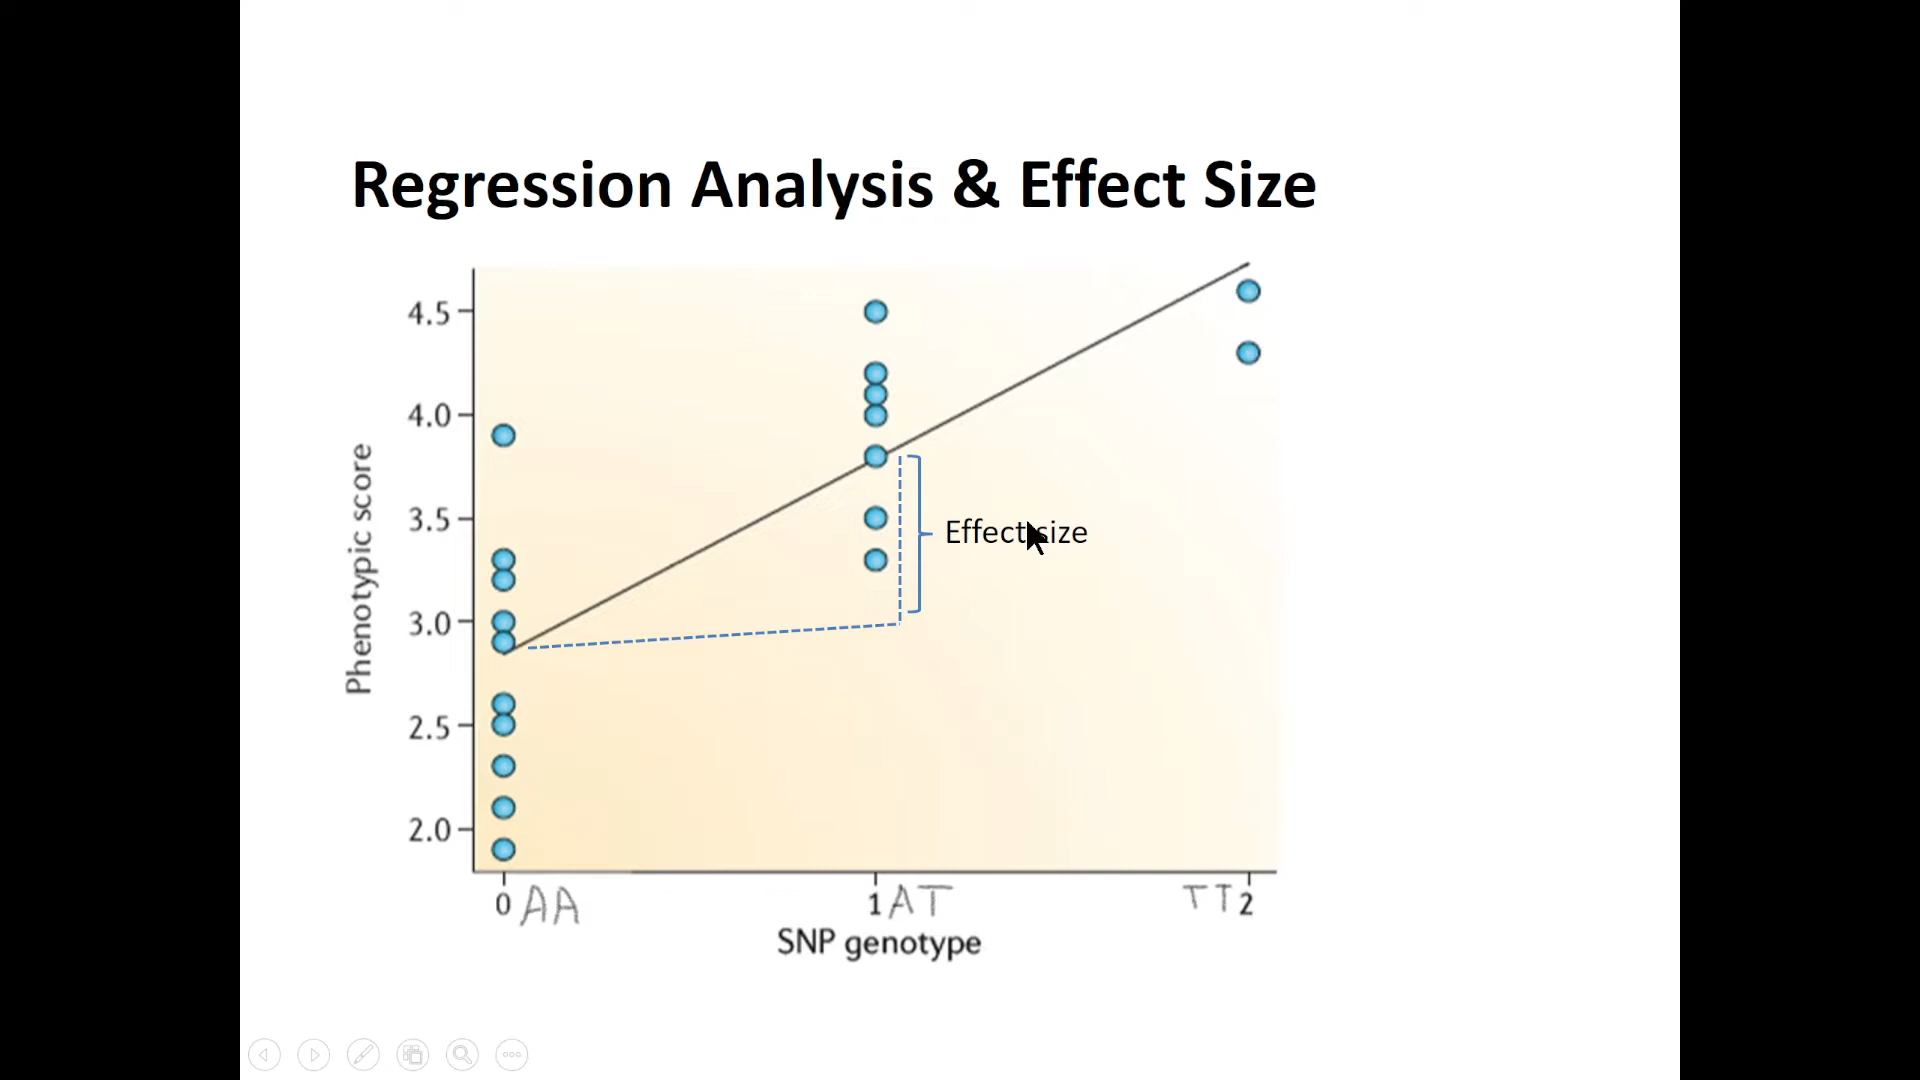 Regression Analysis & Effect Size
4.5
4.0
3.5
3.0
2.5
2.0
Phenotypic score
Effect size
0 AA
1 AT
TT 2
SNP genotype